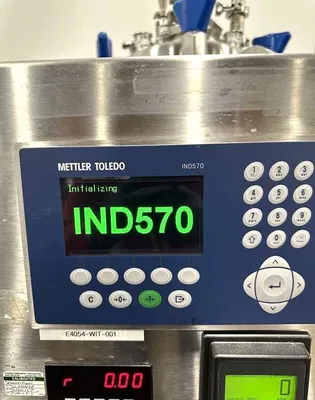 METTLER TOLEDO
IND570
Initializing
IND570
1 2 3
4 5 6
7 8 9
0
C →0← →T←
E4054-WIT-001
CALIBRATED
r 0.00
0